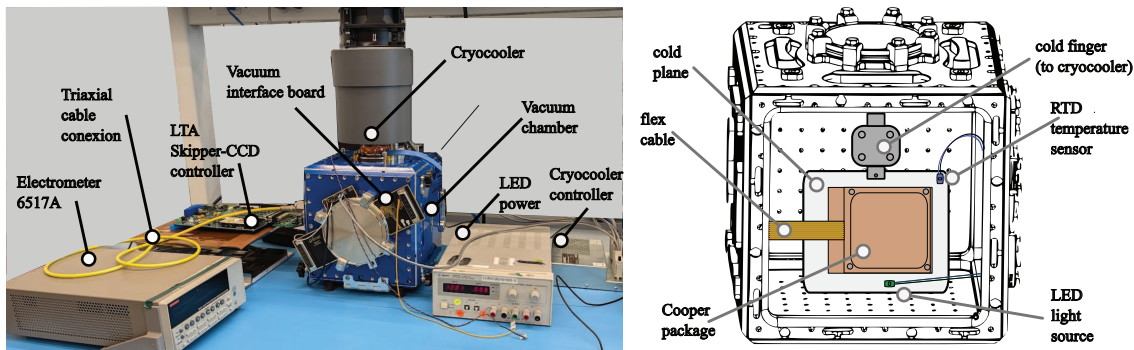 Cryocooler
Vacuum
interface board
Triaxial
cable
conexion
LTA
Skipper-CCD
controller
Vacuum
chamber
Electrometer
6517A
LED
power
Cryocooler
controller
cold
plane
cold finger
(to cryocooler)
flex
cable
RTD
temperature
sensor
Cooper
package
LED
light
source